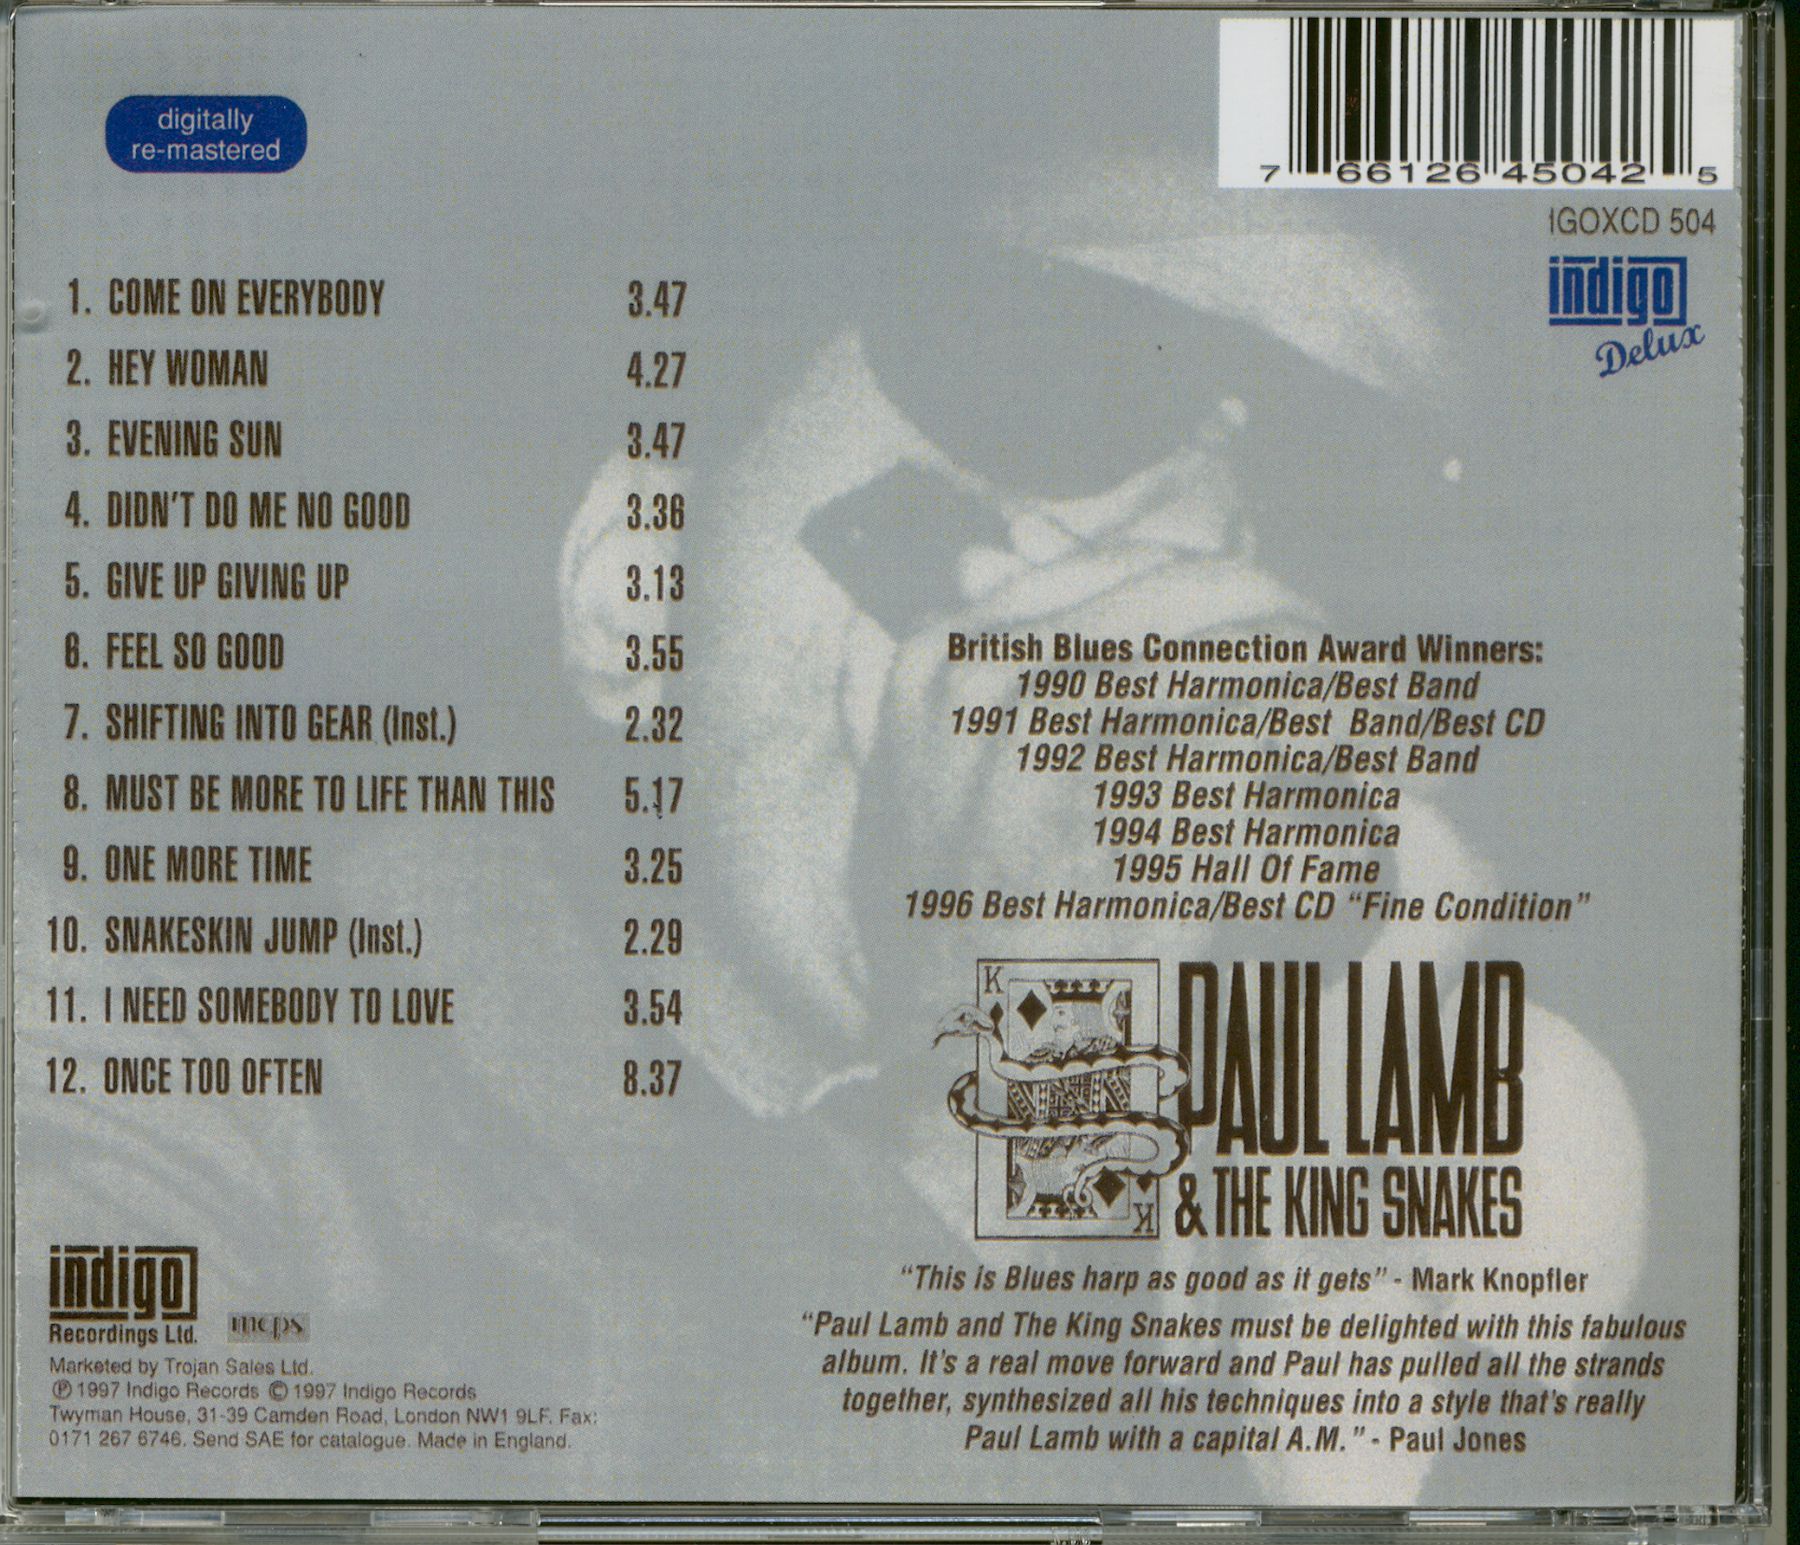 digitally
re-mastered
7 66126 45042 5
IGOXCD 504
indigo
Delux
1. COME ON EVERYBODY 3.47
2. HEY WOMAN 4.27
3. EVENING SUN 3.47
4. DIDN'T DO ME NO GOOD 3.36
5. GIVE UP GIVING UP 3.13
6. FEEL SO GOOD 3.55
7. SHIFTING INTO GEAR (Inst.) 2.32
8. MUST BE MORE TO LIFE THAN THIS 5.17
9. ONE MORE TIME 3.25
10. SNAKESKIN JUMP (Inst.) 2.29
11. I NEED SOMEBODY TO LOVE 3.54
12. ONCE TOO OFTEN 8.37
British Blues Connection Award Winners:
1990 Best Harmonica/Best Band
1991 Best Harmonica/Best Band/Best CD
1992 Best Harmonica/Best Band
1993 Best Harmonica
1994 Best Harmonica
1995 Hall Of Fame
1996 Best Harmonica/Best CD "Fine Condition"
K
K
PAUL LAMB
& THE KING SNAKES
"This is Blues harp as good as it gets" - Mark Knopfler
"Paul Lamb and The King Snakes must be delighted with this fabulous
album. It's a real move forward and Paul has pulled all the strands
together, synthesized all his techniques into a style that's really
Paul Lamb with a capital A.M." - Paul Jones
indigo
Recordings Ltd.
mcps
Marketed by Trojan Sales Ltd.
℗ 1997 Indigo Records © 1997 Indigo Records
Twyman House, 31-39 Camden Road, London NW1 9LF. Fax:
0171 267 6746. Send SAE for catalogue. Made in England.